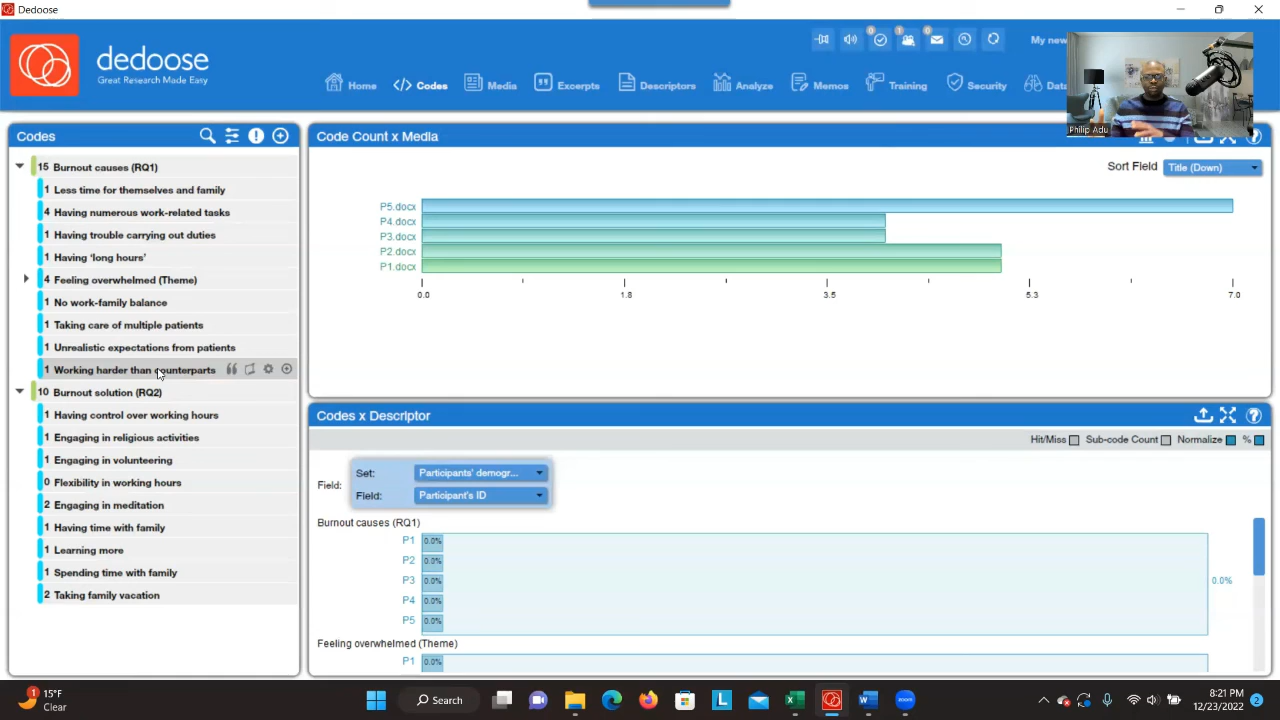 Dedoose
dedoose
Great Research Made Easy
0 1 0
My new
Home Codes Media Excerpts Descriptors Analyze Memos Training Security Data
Philip Adu
Codes
15 Burnout causes (RQ1)
1 Less time for themselves and family
4 Having numerous work-related tasks
1 Having trouble carrying out duties
1 Having ‘long hours’
4 Feeling overwhelmed (Theme)
1 No work-family balance
1 Taking care of multiple patients
1 Unrealistic expectations from patients
1 Working harder than counterparts
10 Burnout solution (RQ2)
1 Having control over working hours
1 Engaging in religious activities
1 Engaging in volunteering
0 Flexibility in working hours
2 Engaging in meditation
1 Having time with family
1 Learning more
1 Spending time with family
2 Taking family vacation
Code Count x Media
Sort Field Title (Down)
P5.docx
P4.docx
P3.docx
P2.docx
P1.docx
0.0 1.8 3.5 5.3 7.0
Codes x Descriptor
Hit/Miss Sub-code Count Normalize %
Set: Participants' demogr...
Field:
Field: Participant's ID
Burnout causes (RQ1)
P1 0.0%
P2 0.0%
P3 0.0%
0.0%
P4 0.0%
P5 0.0%
Feeling overwhelmed (Theme)
P1 0.0%
1
15°F
Clear
Search
8:21 PM
12/23/2022
2